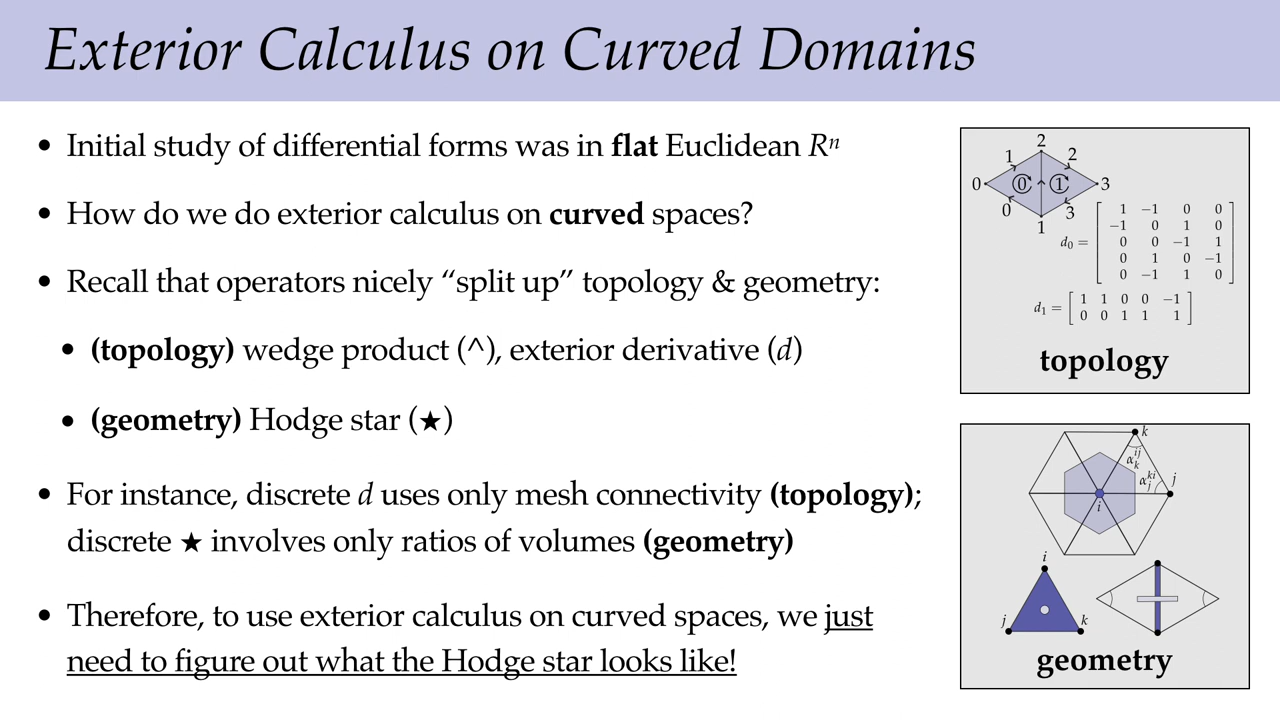 Exterior Calculus on Curved Domains
• Initial study of differential forms was in flat Euclidean Rⁿ
• How do we do exterior calculus on curved spaces?
• Recall that operators nicely “split up” topology & geometry:
• (topology) wedge product (^), exterior derivative (d)
• (geometry) Hodge star (★)
• For instance, discrete d uses only mesh connectivity (topology);
discrete ★ involves only ratios of volumes (geometry)
• Therefore, to use exterior calculus on curved spaces, we just
need to figure out what the Hodge star looks like!
2
1 2
0 0 1 3
0 3
1
d₀ = [ 1 −1 0 0
−1 0 1 0
0 0 −1 1
0 1 0 −1
0 −1 1 0 ]
d₁ = [ 1 1 0 0 −1
0 0 1 1 1 ]
topology
k
α_k^{ij}
α_j^{ki} j
i
i
j k
geometry